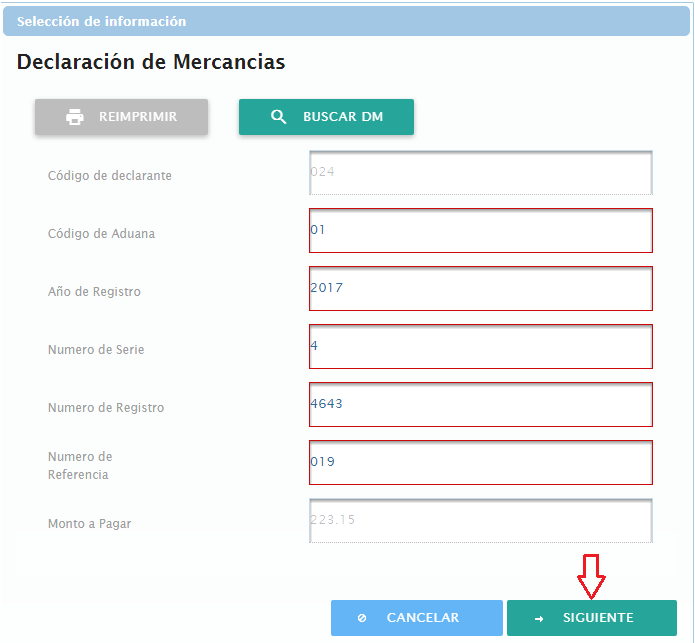 Selección de información
Declaración de Mercancias
REIMPRIMIR
BUSCAR DM
Código de declarante
024
Código de Aduana
01
Año de Registro
2017
Numero de Serie
4
Numero de Registro
4643
Numero de
Referencia
019
Monto a Pagar
223.15
CANCELAR
SIGUIENTE